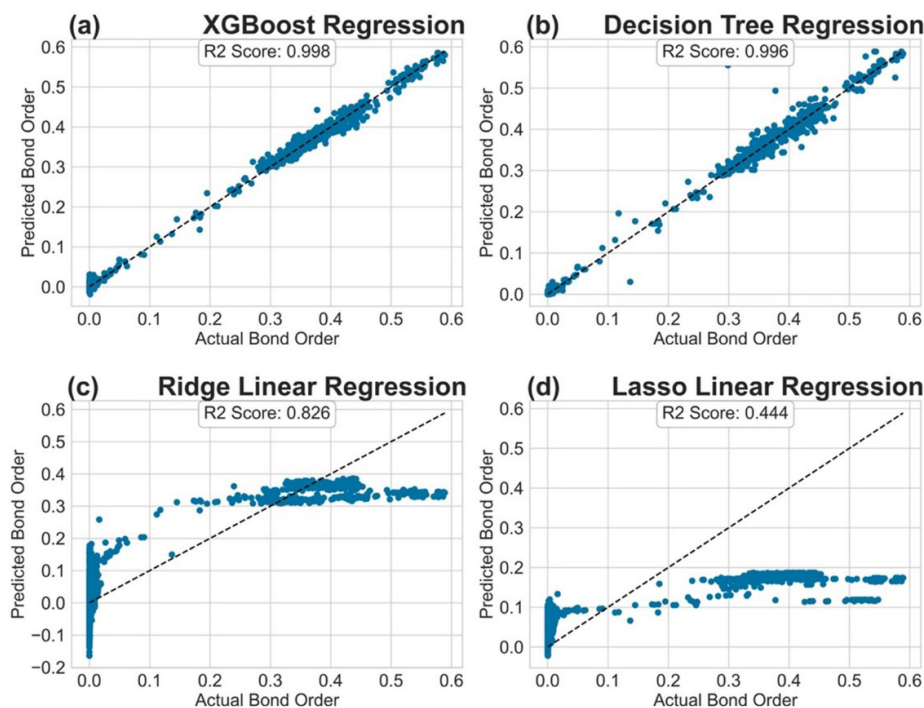 (a) XGBoost Regression
R2 Score: 0.998
Predicted Bond Order
0.6
0.5
0.4
0.3
0.2
0.1
0.0
0.0 0.1 0.2 0.3 0.4 0.5 0.6
Actual Bond Order
(b) Decision Tree Regression
R2 Score: 0.996
Predicted Bond Order
0.6
0.5
0.4
0.3
0.2
0.1
0.0
0.0 0.1 0.2 0.3 0.4 0.5 0.6
Actual Bond Order
(c) Ridge Linear Regression
R2 Score: 0.826
Predicted Bond Order
0.6
0.5
0.4
0.3
0.2
0.1
0.0
−0.1
−0.2
0.0 0.1 0.2 0.3 0.4 0.5 0.6
Actual Bond Order
(d) Lasso Linear Regression
R2 Score: 0.444
Predicted Bond Order
0.6
0.5
0.4
0.3
0.2
0.1
0.0
0.0 0.1 0.2 0.3 0.4 0.5 0.6
Actual Bond Order